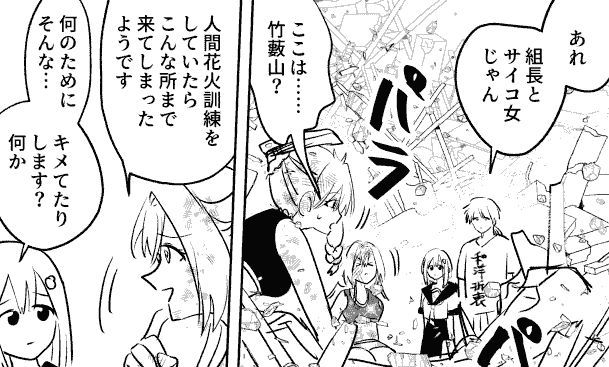 あれ
組長と
サイコ女
じゃん
パラ
パラ
ここは……
竹藪山?
人間花火訓練を
していたら
こんな所まで
来てしまった
ようです
何のために
そんな…
キメてたり
します?
何か